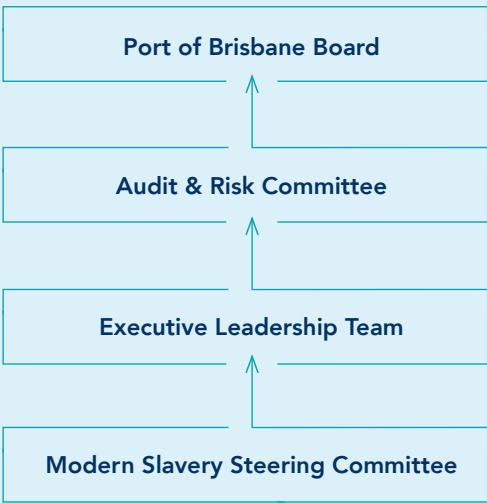 Port of Brisbane Board
Audit & Risk Committee
Executive Leadership Team
Modern Slavery Steering Committee